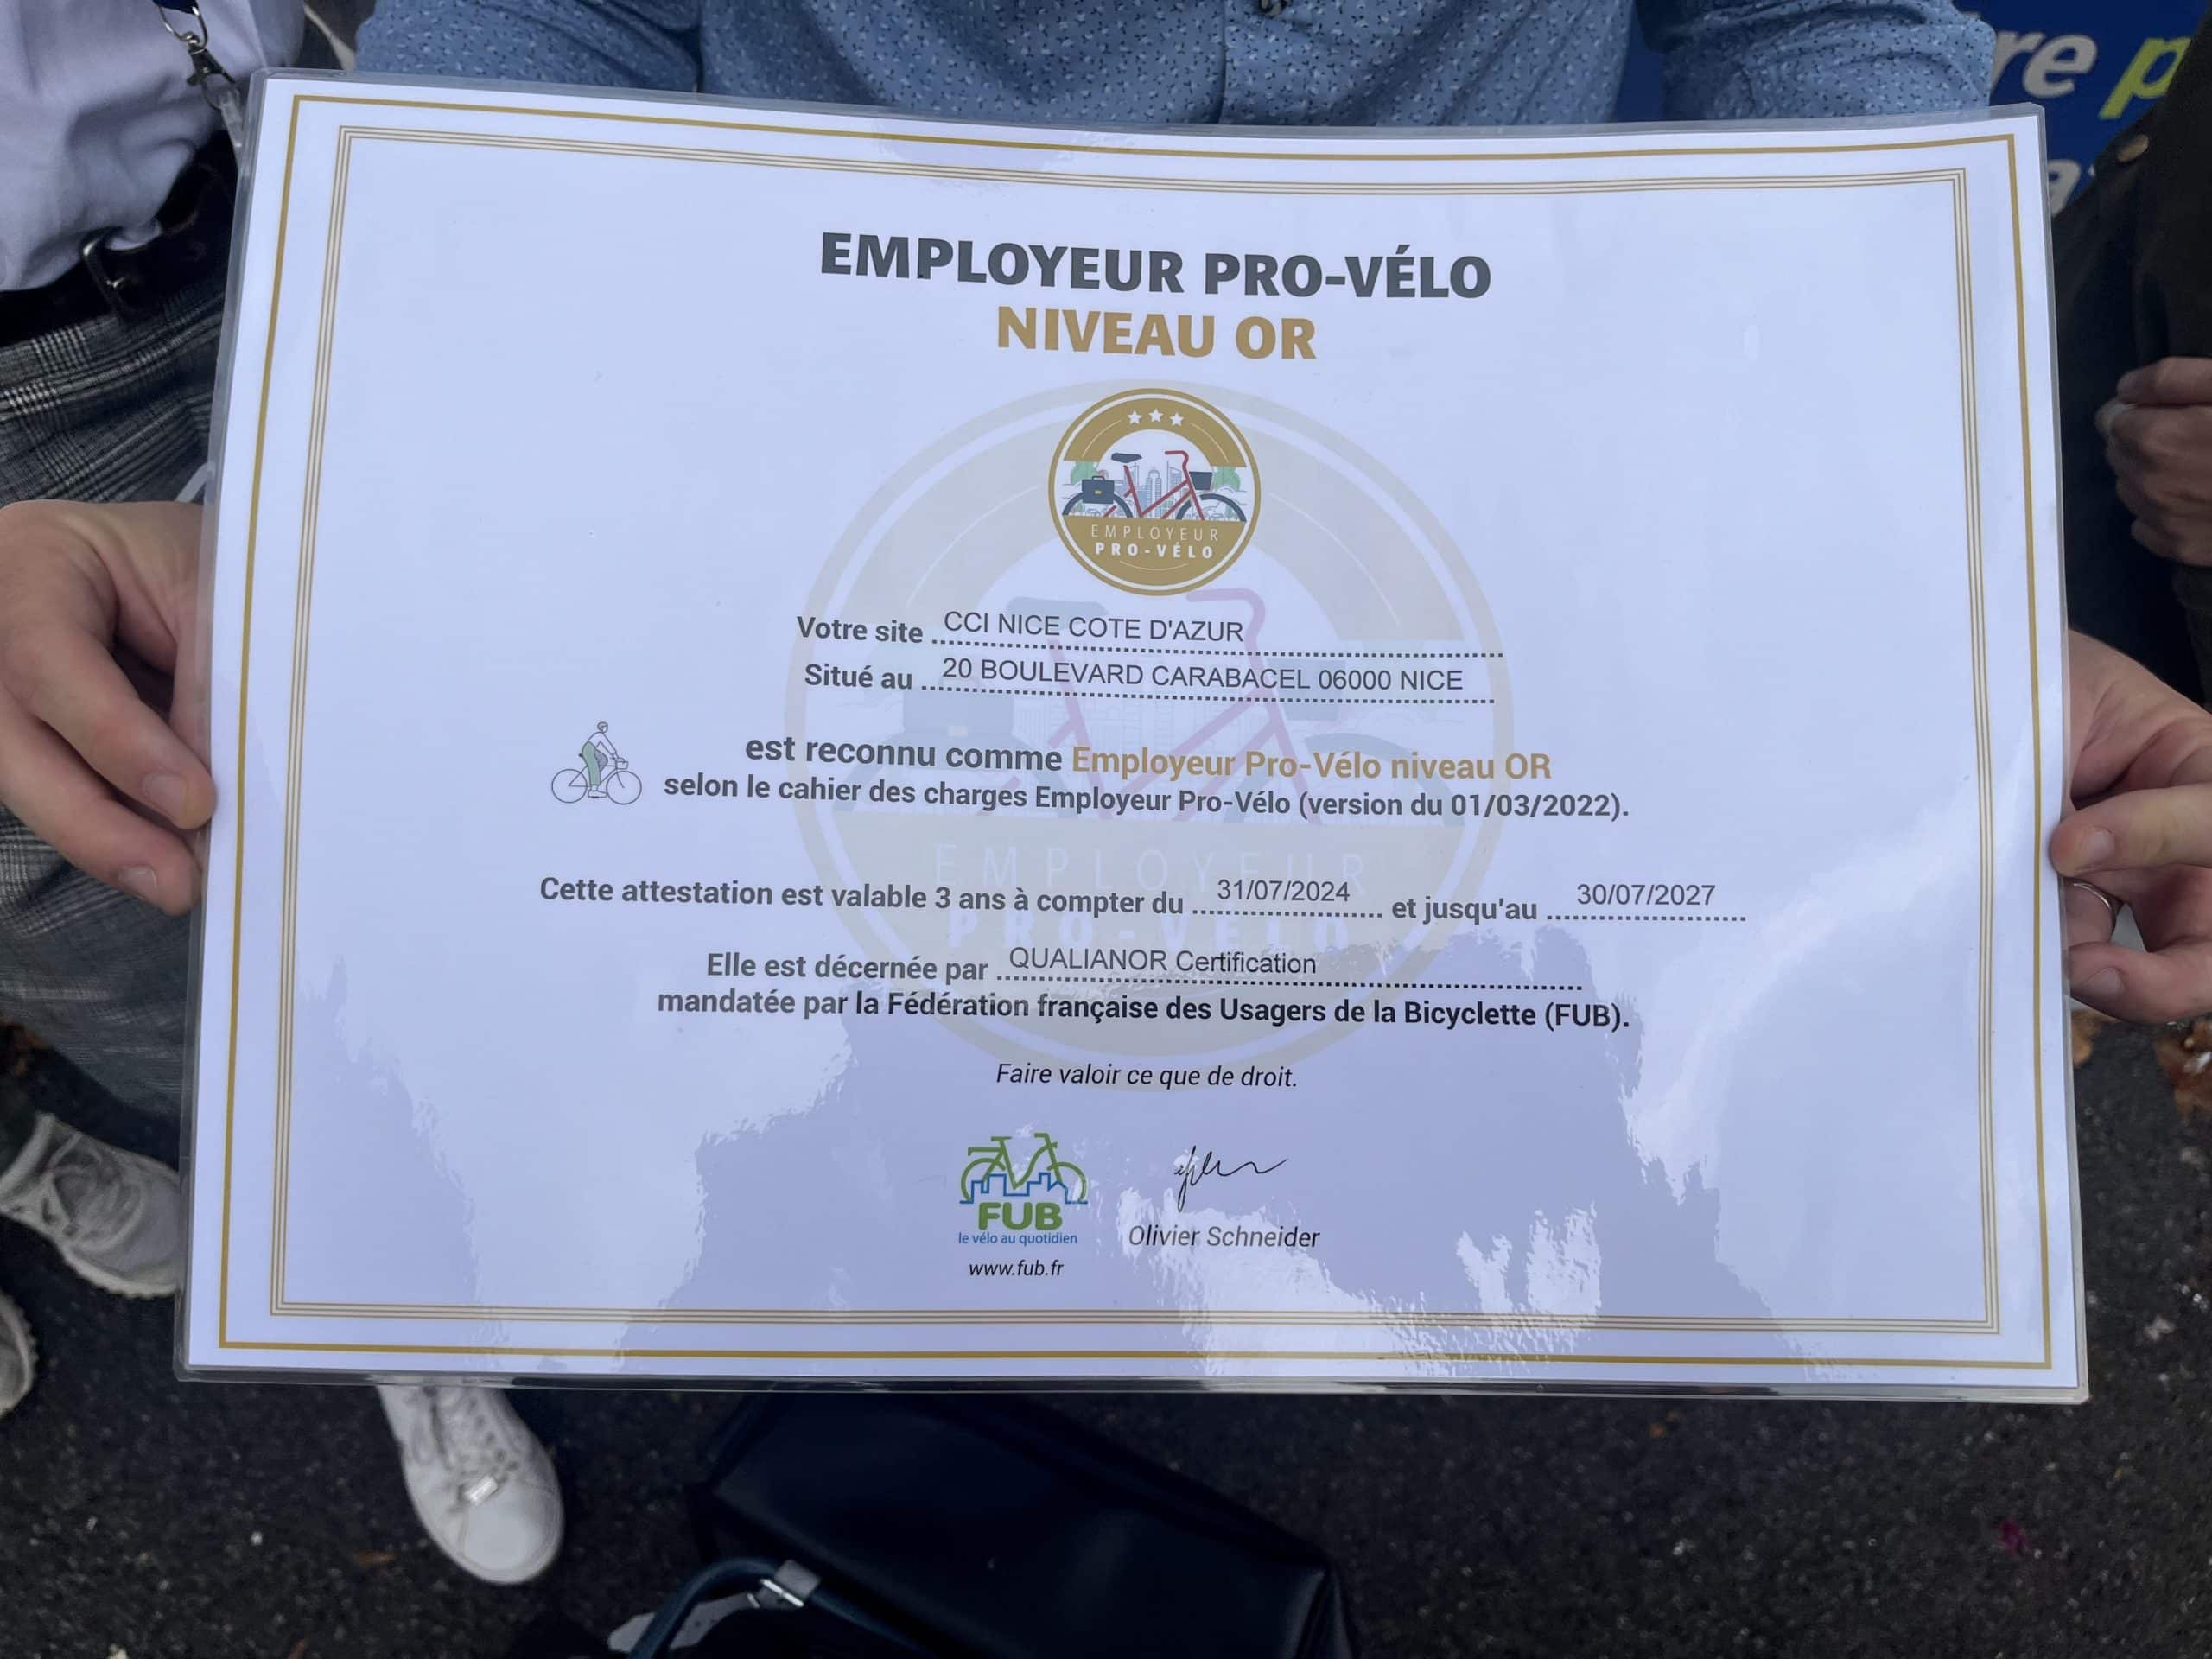 re p
EMPLOYEUR PRO-VÉLO
NIVEAU OR
EMPLOYEUR
PRO-VÉLO
Votre site CCI NICE COTE D'AZUR
Situé au 20 BOULEVARD CARABACEL 06000 NICE
est reconnu comme Employeur Pro-Vélo niveau OR
selon le cahier des charges Employeur Pro-Vélo (version du 01/03/2022).
EMPLOYEUR
Cette attestation est valable 3 ans à compter du 31/07/2024 et jusqu'au 30/07/2027
PRO-VÉLO
Elle est décernée par QUALIANOR Certification
mandatée par la Fédération française des Usagers de la Bicyclette (FUB).
Faire valoir ce que de droit.
FUB
le vélo au quotidien
Olivier Schneider
www.fub.fr